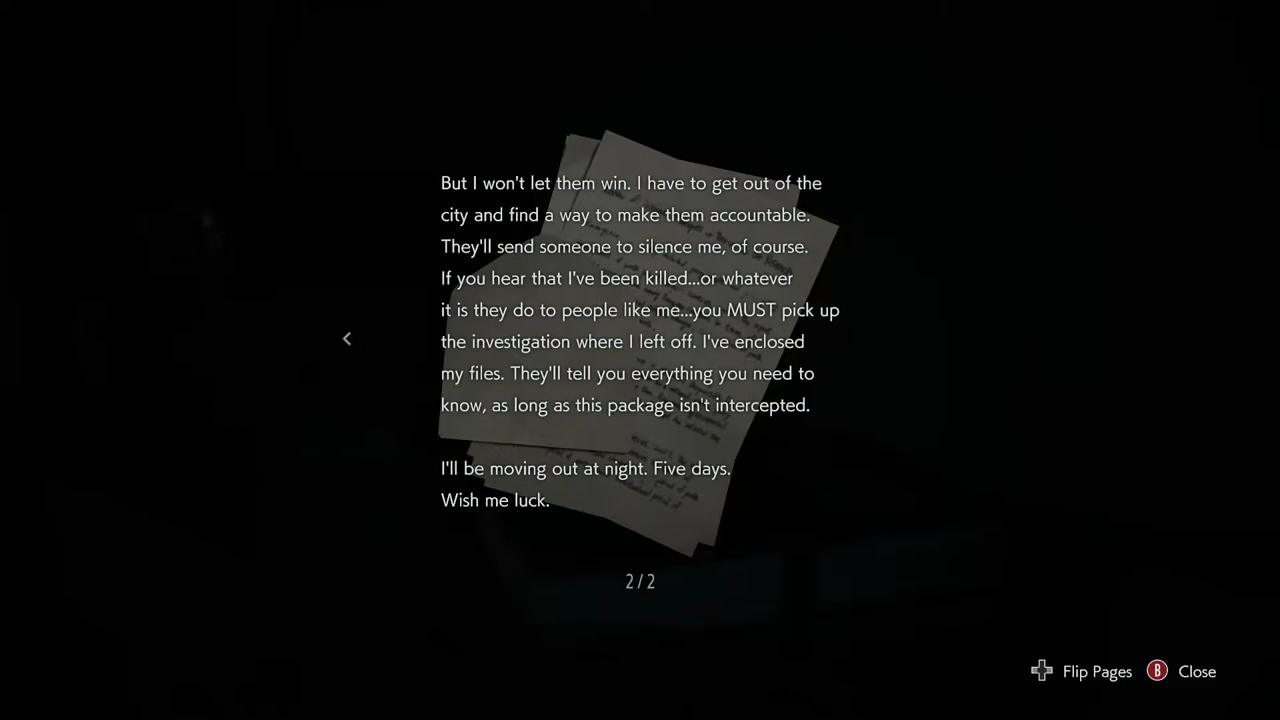 But I won't let them win. I have to get out of the
city and find a way to make them accountable.
They'll send someone to silence me, of course.
If you hear that I've been killed...or whatever
it is they do to people like me...you MUST pick up
the investigation where I left off. I've enclosed
my files. They'll tell you everything you need to
know, as long as this package isn't intercepted.
I'll be moving out at night. Five days.
Wish me luck.
2/2
Flip Pages B Close